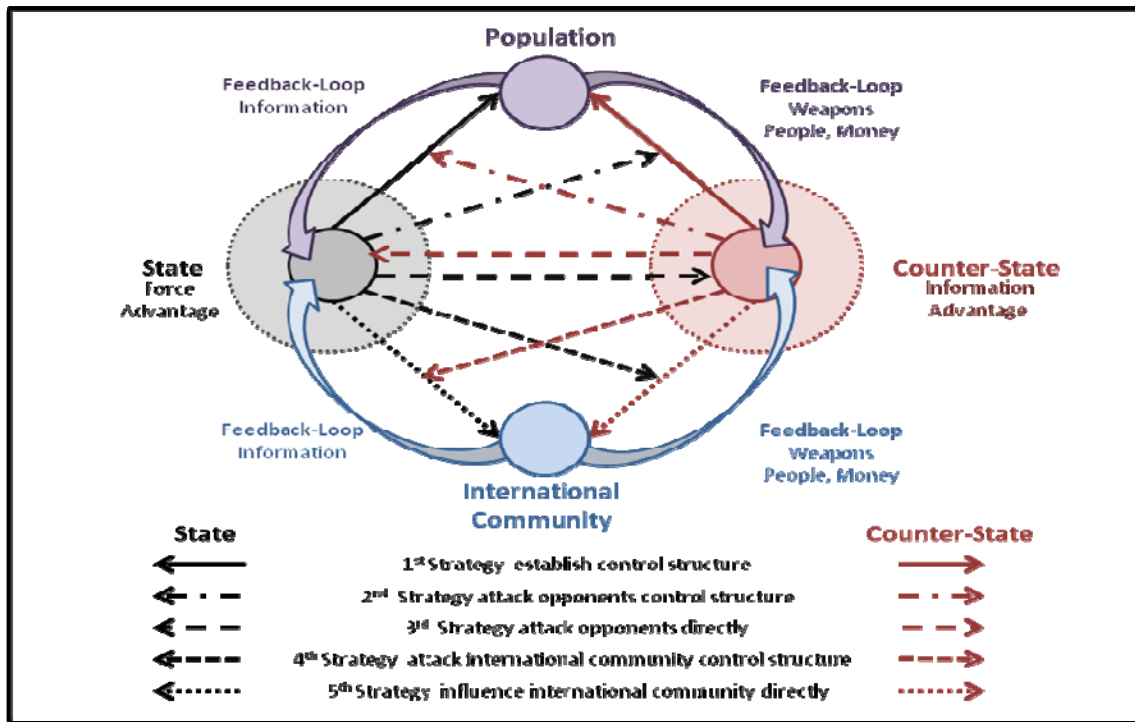 Population
Feedback-Loop
Information
Feedback-Loop
Weapons
People, Money
State
Force
Advantage
Counter-State
Information
Advantage
Feedback-Loop
Information
Feedback-Loop
Weapons
People, Money
International
Community
State
Counter-State
1st Strategy establish control structure
2nd Strategy attack opponents control structure
3rd Strategy attack opponents directly
4th Strategy attack international community control structure
5th Strategy influence international community directly